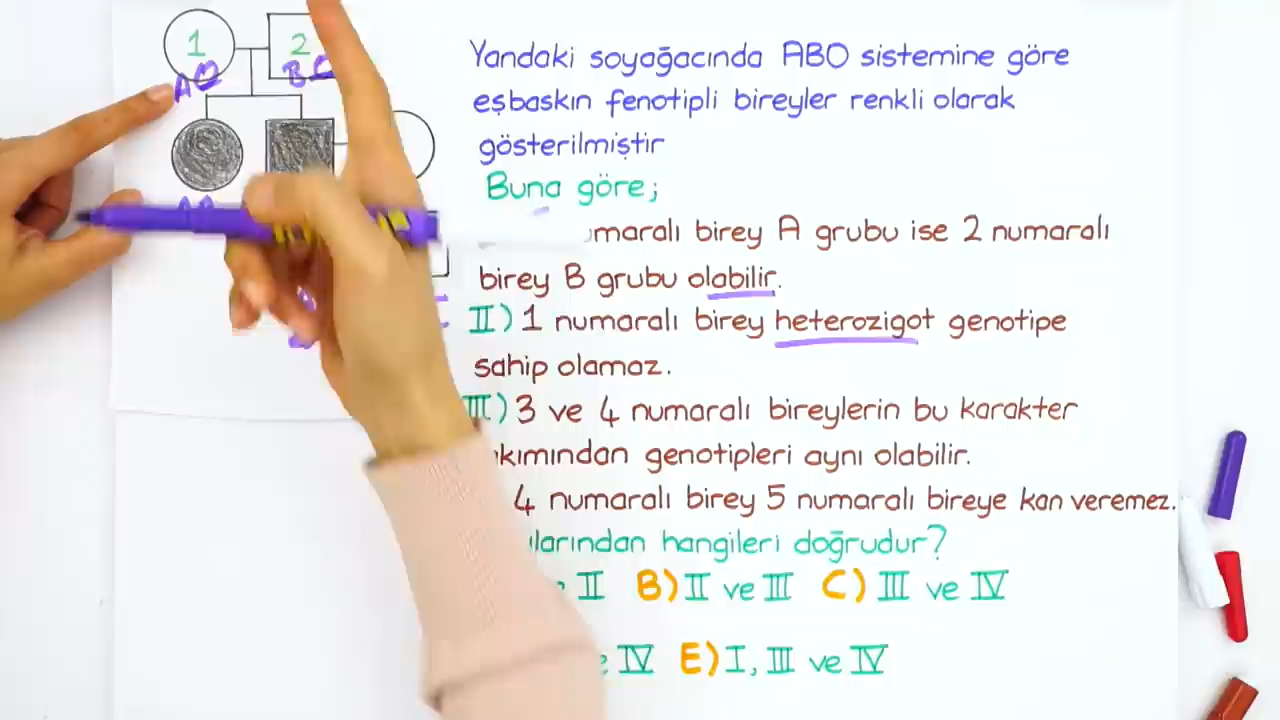 1
2
AO
B
Yandaki soyağacında ABO sistemine göre
eşbaskın fenotipli bireyler renkli olarak
gösterilmiştir
Buna göre;
birey A grubu ise 2 numaralı
birey B grubu olabilir.
II) 1 numaralı birey heterozigot genotipe
sahip olamaz.
III) 3 ve 4 numaralı bireylerin bu karakter
genotipleri aynı olabilir.
4 numaralı birey 5 numaralı bireye kan veremez.
hangileri doğrudur?
II B) II ve III C) III ve IV
IV E) I, III ve IV